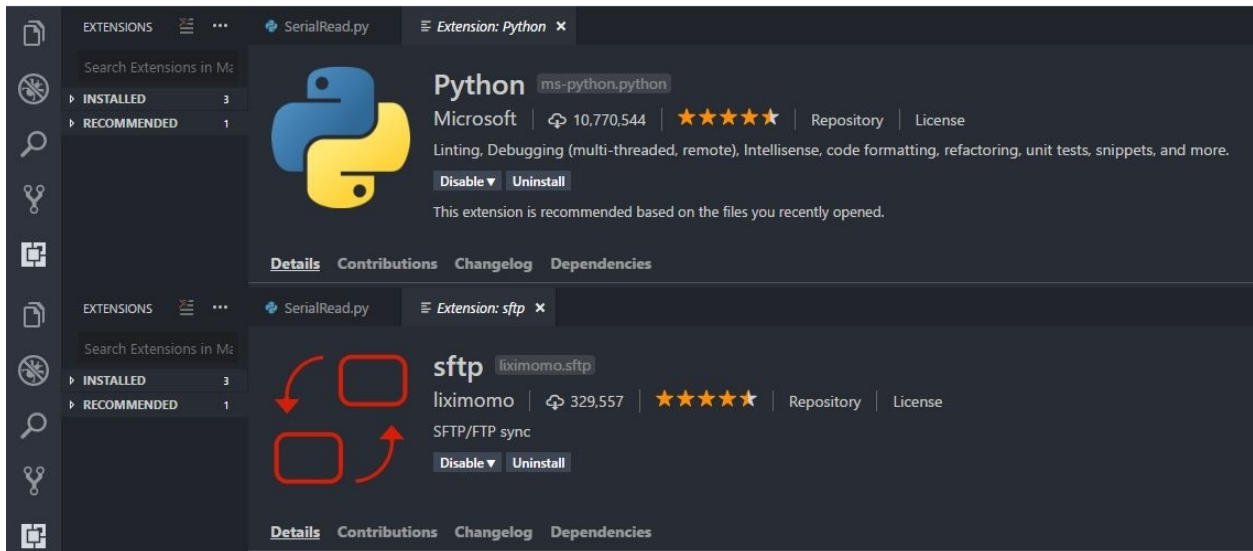 EXTENSIONS
SerialRead.py
Extension: Python ×
Search Extensions in Ma
INSTALLED 3
RECOMMENDED 1
Python ms-python.python
Microsoft 10,770,544 Repository License
Linting, Debugging (multi-threaded, remote), Intellisense, code formatting, refactoring, unit tests, snippets, and more.
Disable Uninstall
This extension is recommended based on the files you recently opened.
Details Contributions Changelog Dependencies
EXTENSIONS
SerialRead.py
Extension: sftp ×
Search Extensions in Ma
INSTALLED 3
RECOMMENDED 1
sftp liximomo.sftp
liximomo 329,557 Repository License
SFTP/FTP sync
Disable Uninstall
Details Contributions Changelog Dependencies